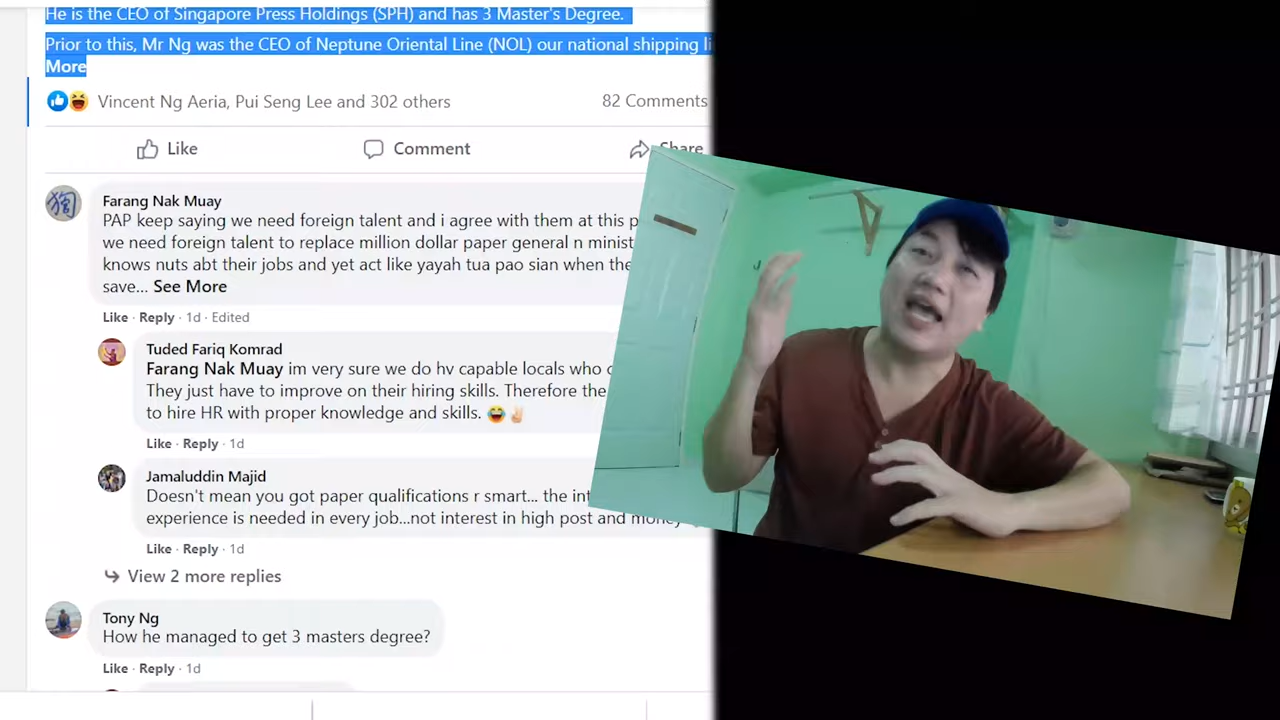 He is the CEO of Singapore Press Holdings (SPH) and has 3 Master's Degree.
Prior to this, Mr Ng was the CEO of Neptune Oriental Line (NOL) our national shipping
More
Vincent Ng Aeria, Pui Seng Lee and 302 others
82 Comments
Like
Comment
Share
狗
Farang Nak Muay
PAP keep saying we need foreign talent and i agree with them at this
we need foreign talent to replace million dollar paper general n
knows nuts abt their jobs and yet act like yayah tua pao sian when
save... See More
Like · Reply · 1d · Edited
Tuded Fariq Komrad
Farang Nak Muay im very sure we do hv capable locals who
They just have to improve on their hiring skills. Therefore the
to hire HR with proper knowledge and skills. 😂✌🏻
Like · Reply · 1d
Jamaluddin Majid
Doesn't mean you got paper qualifications r smart... the
experience is needed in every job...not interest in high post and money
Like · Reply · 1d
View 2 more replies
Tony Ng
How he managed to get 3 masters degree?
Like · Reply · 1d